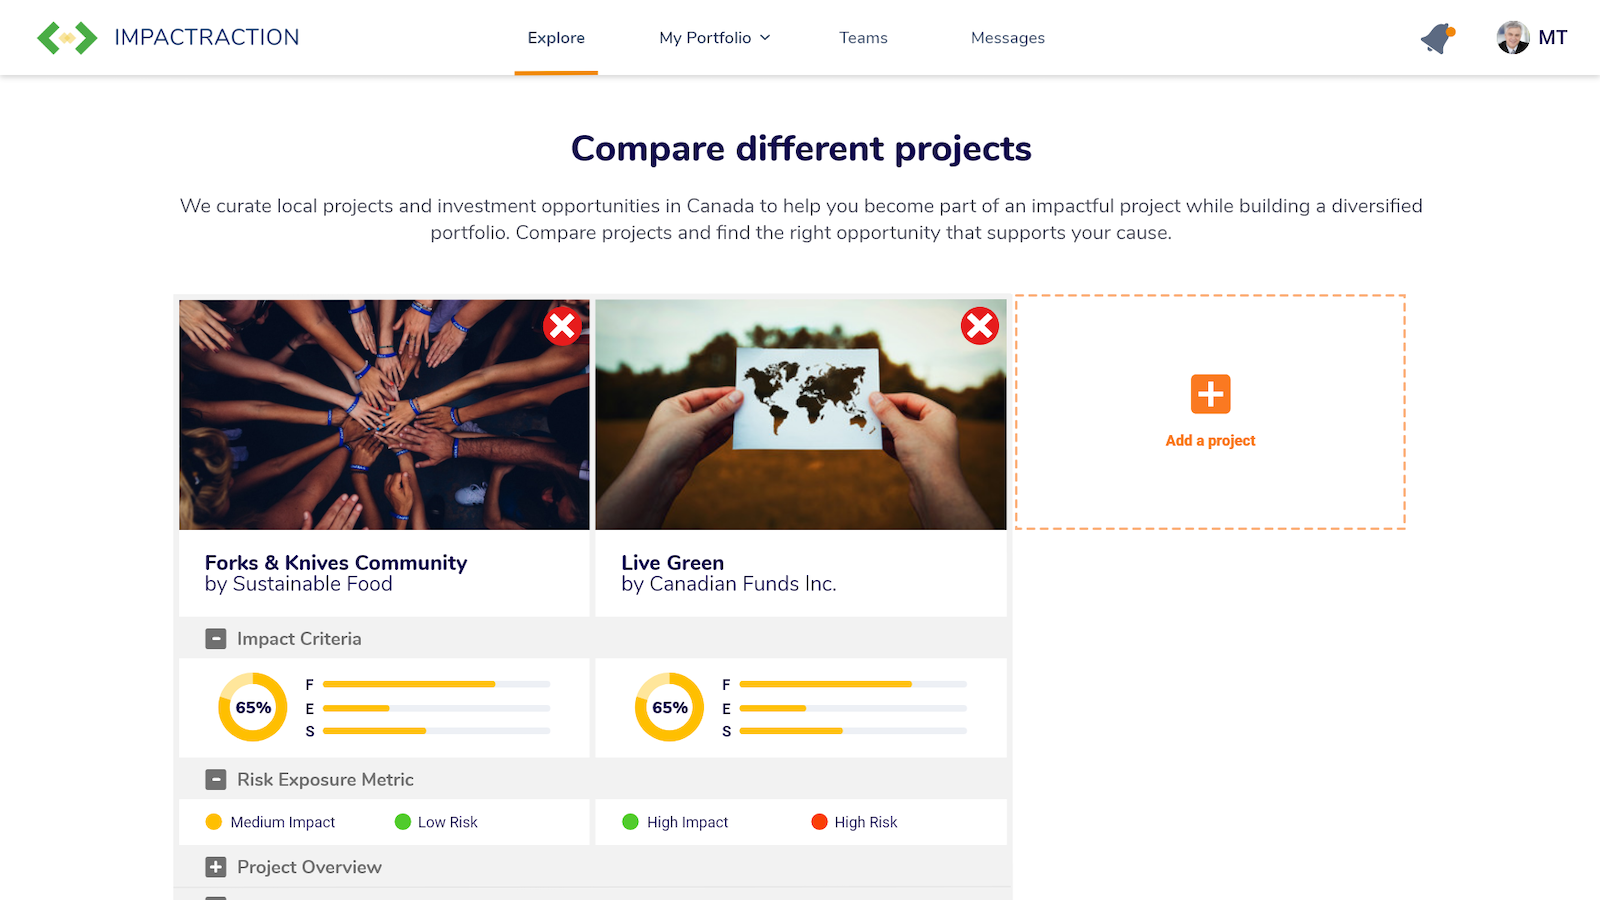 IMPACTRACTION
Explore
My Portfolio
Teams
Messages
MT
Compare different projects
We curate local projects and investment opportunities in Canada to help you become part of an impactful project while building a diversified
portfolio. Compare projects and find the right opportunity that supports your cause.
Add a project
Forks & Knives Community
by Sustainable Food
Live Green
by Canadian Funds Inc.
Impact Criteria
65%
F
E
S
65%
F
E
S
Risk Exposure Metric
Medium Impact
Low Risk
High Impact
High Risk
Project Overview